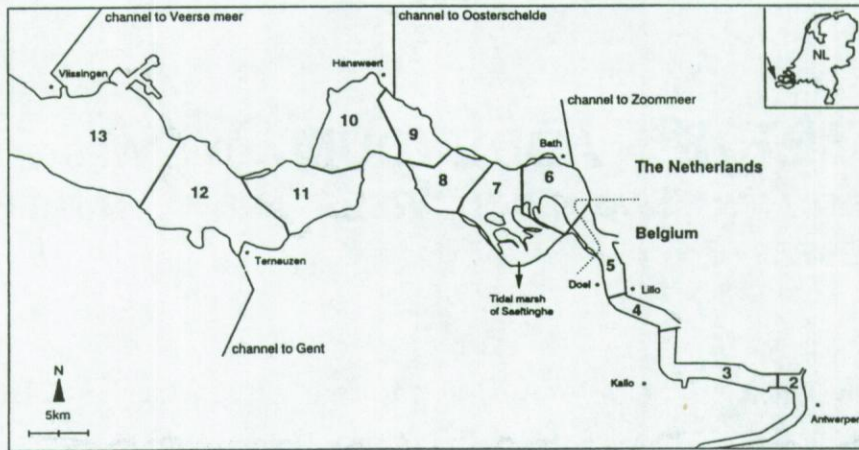 channel to Veerse meer
channel to Oosterschelde
NL
Vlissingen
Hansweert
channel to Zoommeer
13
10
9
Bath
The Netherlands
12
11
8
7
6
Belgium
Terneuzen
5
Doel
Lillo
Tidal marsh
of Saeftinghe
4
channel to Gent
N
3
2
Kallo
5km
Antwerpen